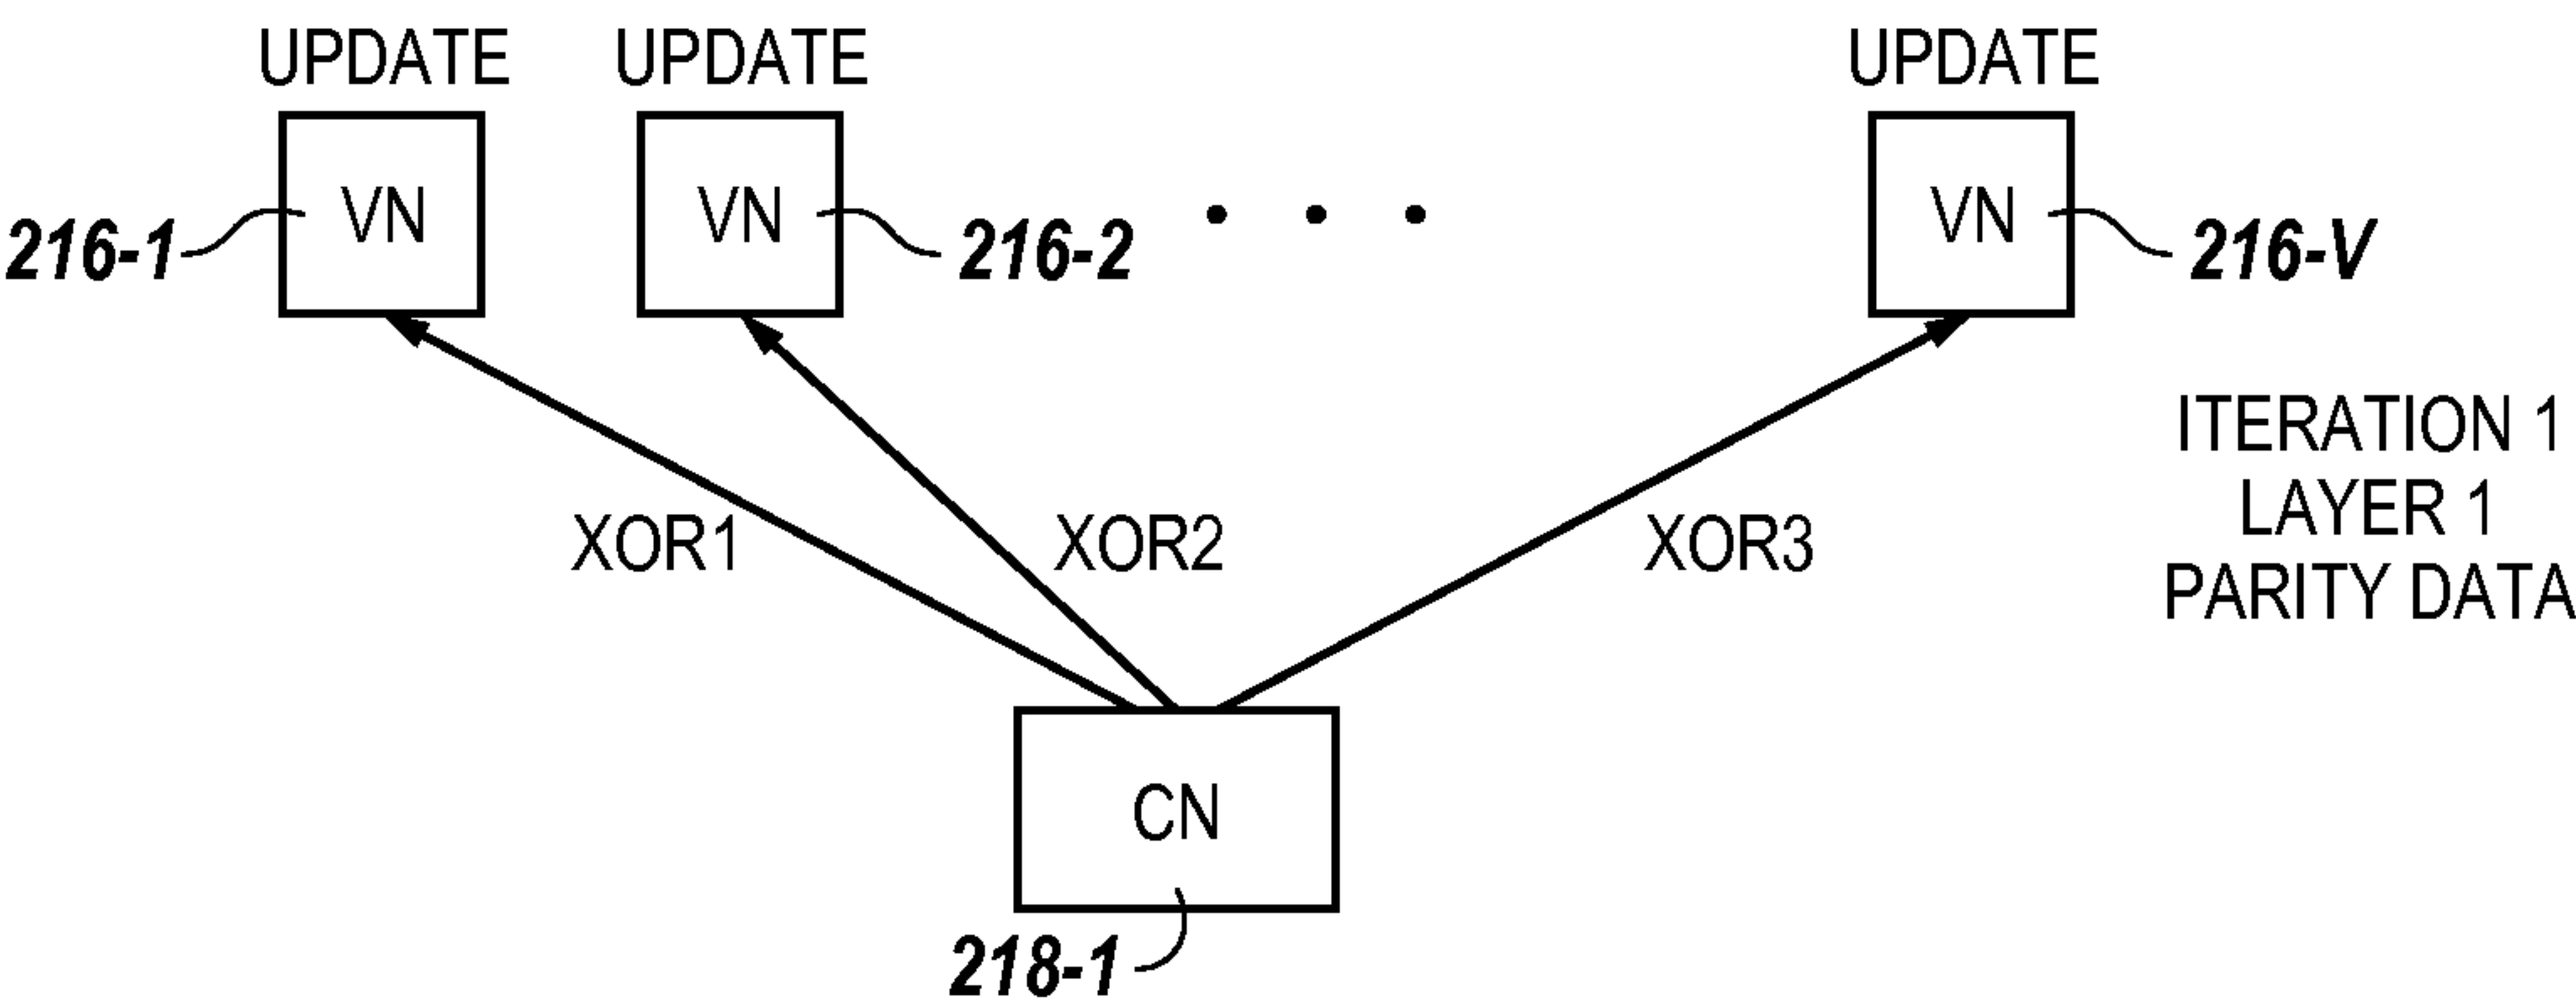 UPDATE UPDATE UPDATE
VN VN VN
216-1 216-2 216-V
ITERATION 1
LAYER 1
PARITY DATA
XOR1 XOR2 XOR3
CN
218-1